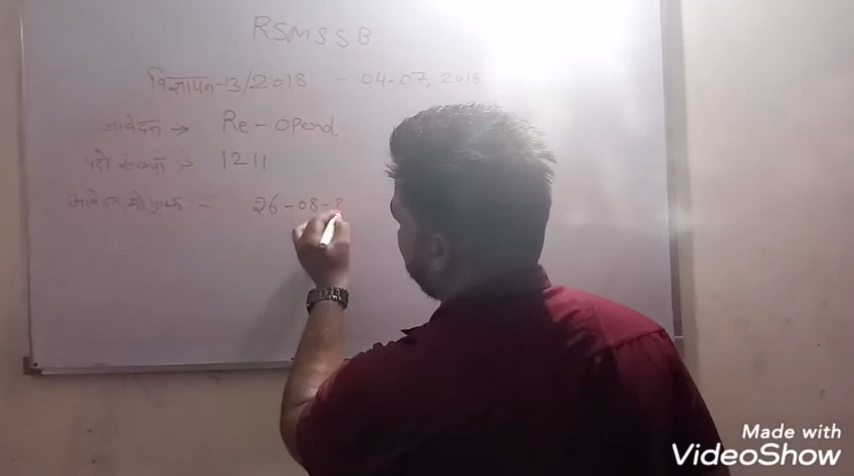 RSMSSB
विज्ञापन-13/2018 - 04-07, 2018
आवेदन → Re-Opend.
पदों संख्या → 1211
आवेदन - 26-08-
Made with
VideoShow